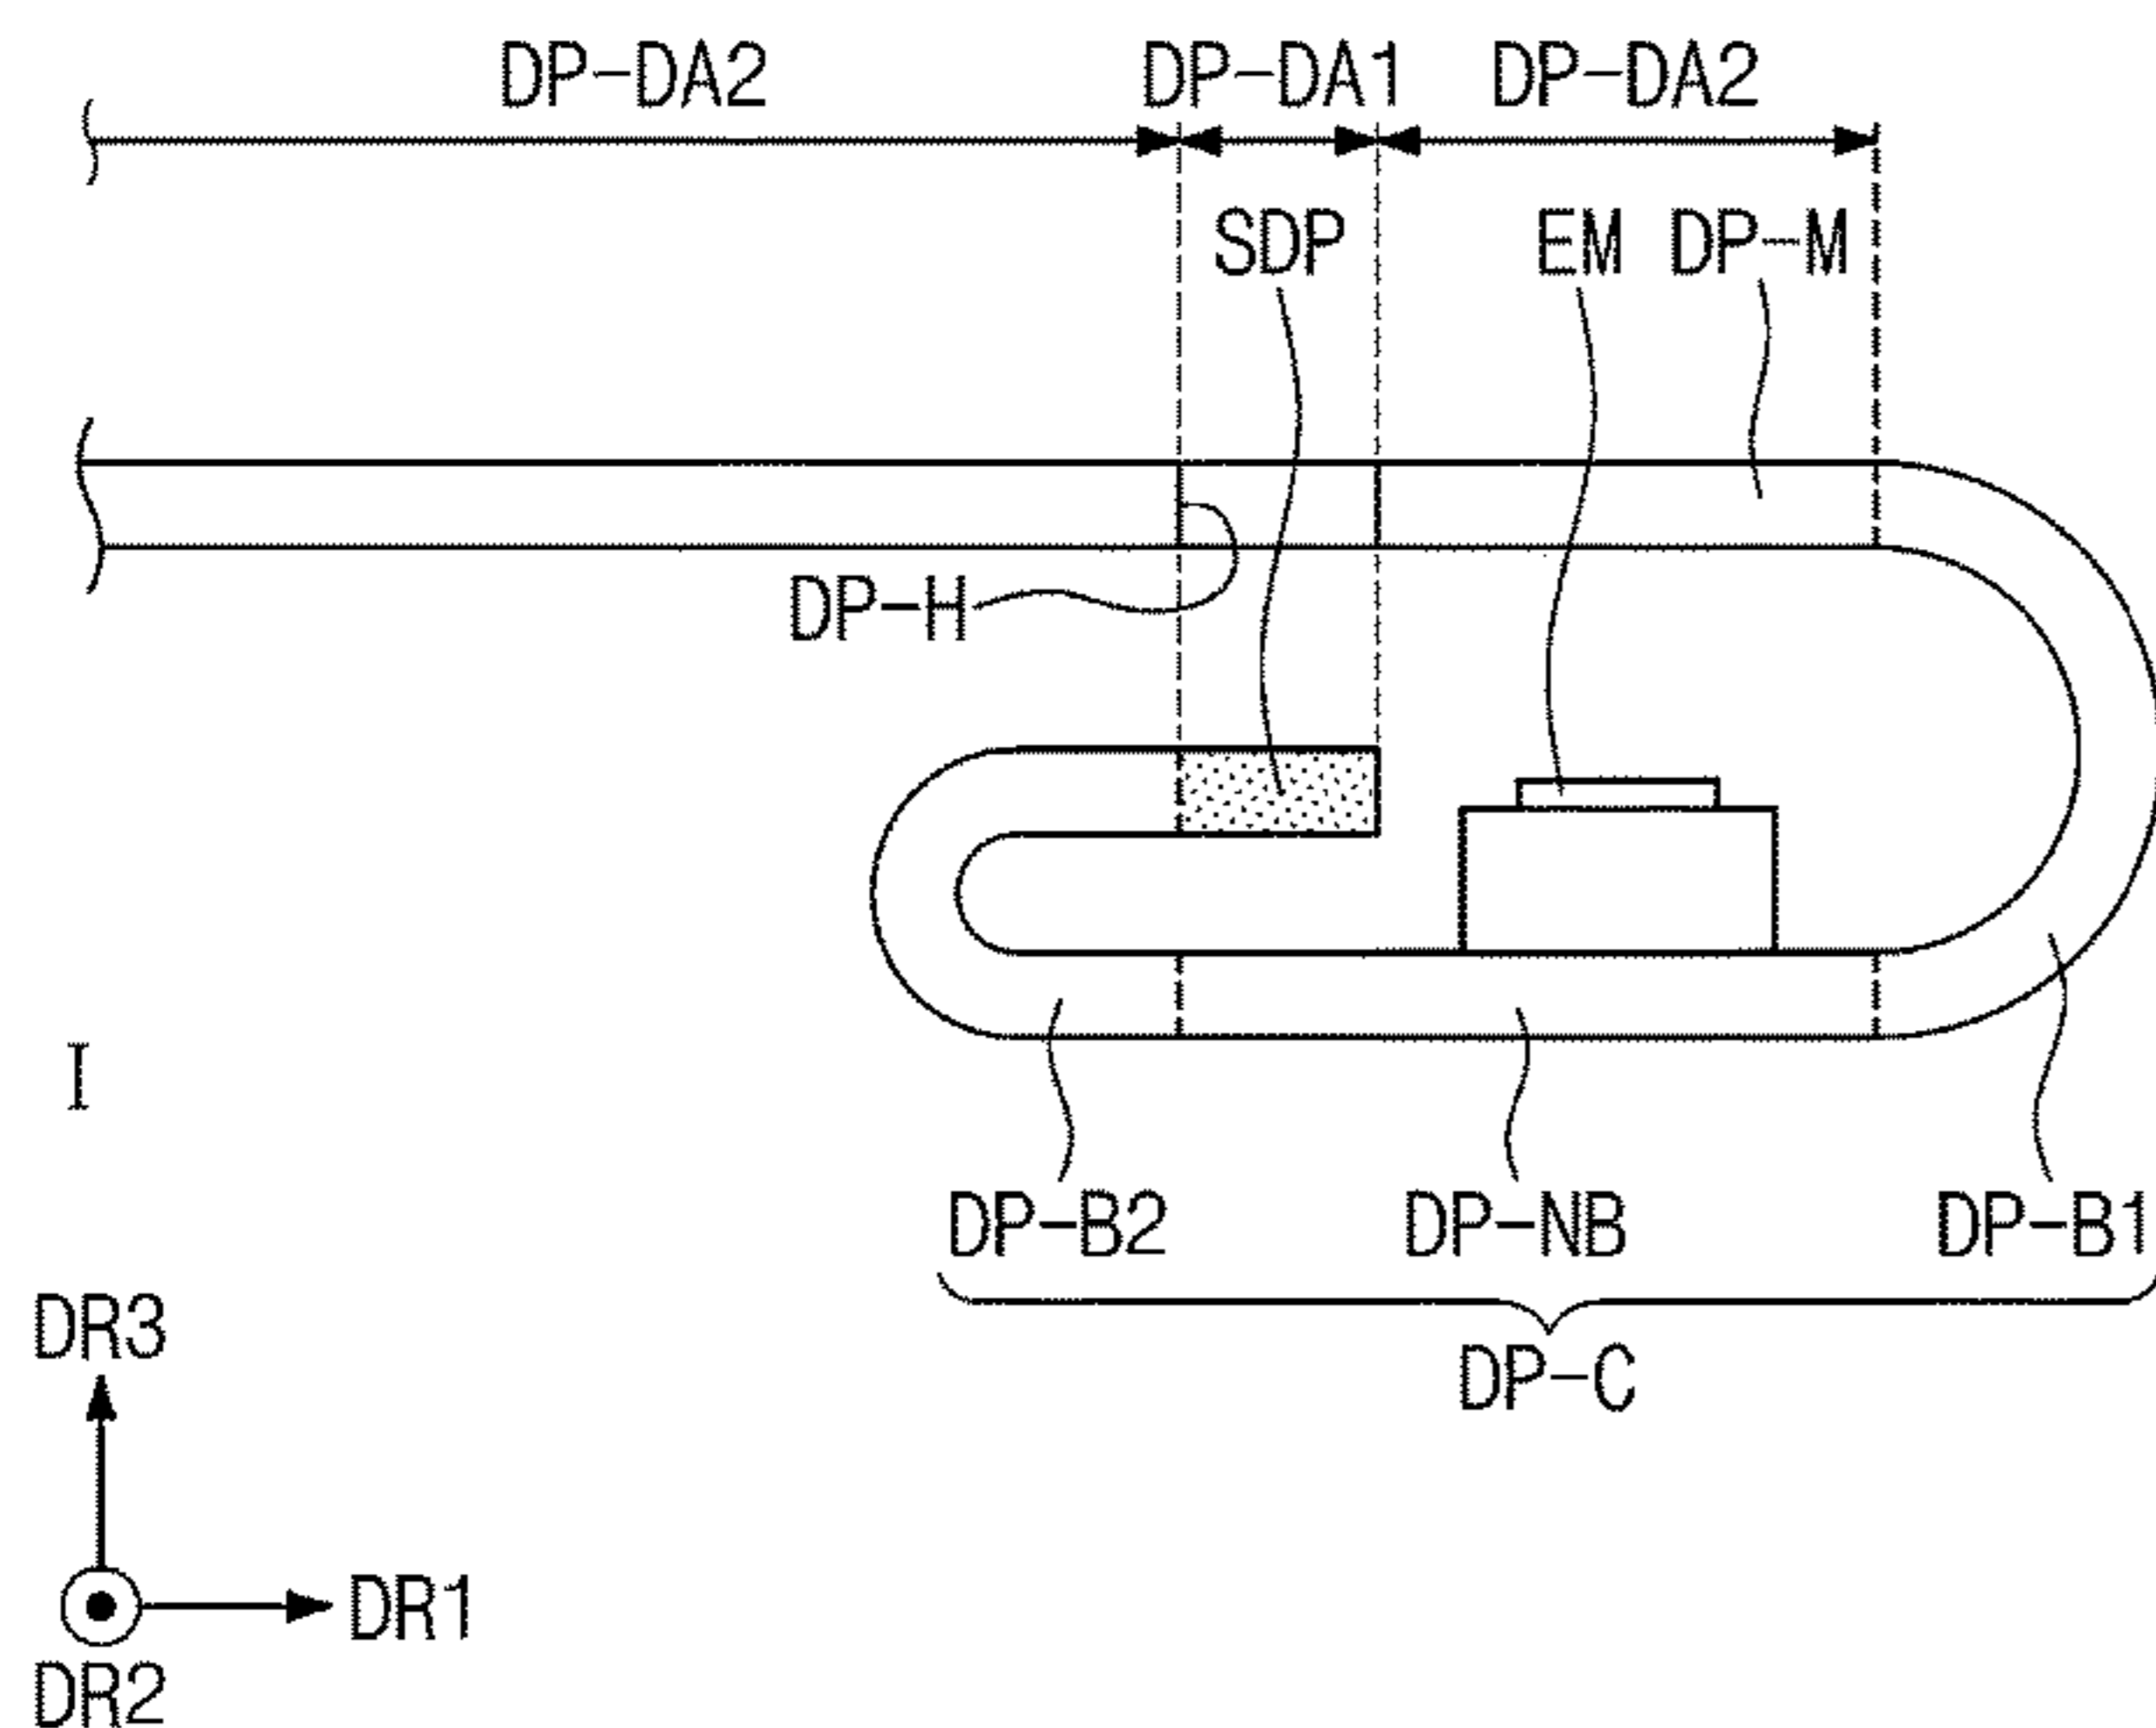 DP-DA2 DP-DA1 DP-DA2
SDP EM DP-M
DP-H
I
DP-B2 DP-NB DP-B1
DP-C
DR3
DR1
DR2